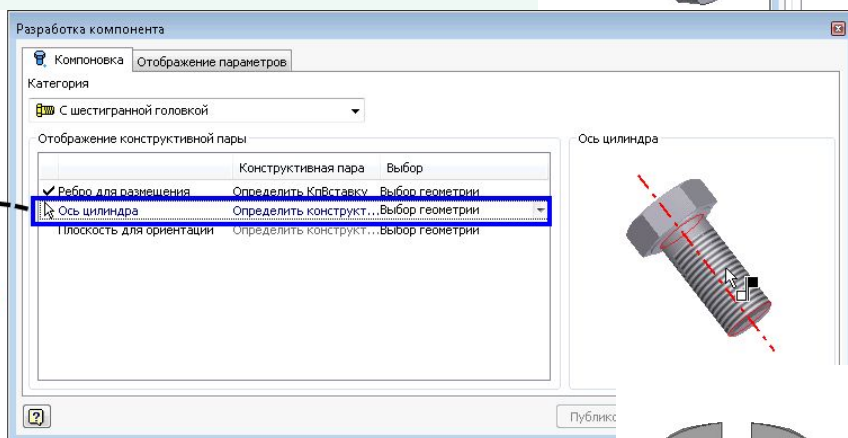 Разработка компонента
Компоновка Отображение параметров
Категория
С шестигранной головкой
Отображение конструктивной пары
Ось цилиндра
Конструктивная пара Выбор
Ребро для размещения Определить КпВставку Выбор геометрии
Ось цилиндра Определить конструкт...Выбор геометрии
Плоскость для ориентации Определить конструкт...Выбор геометрии